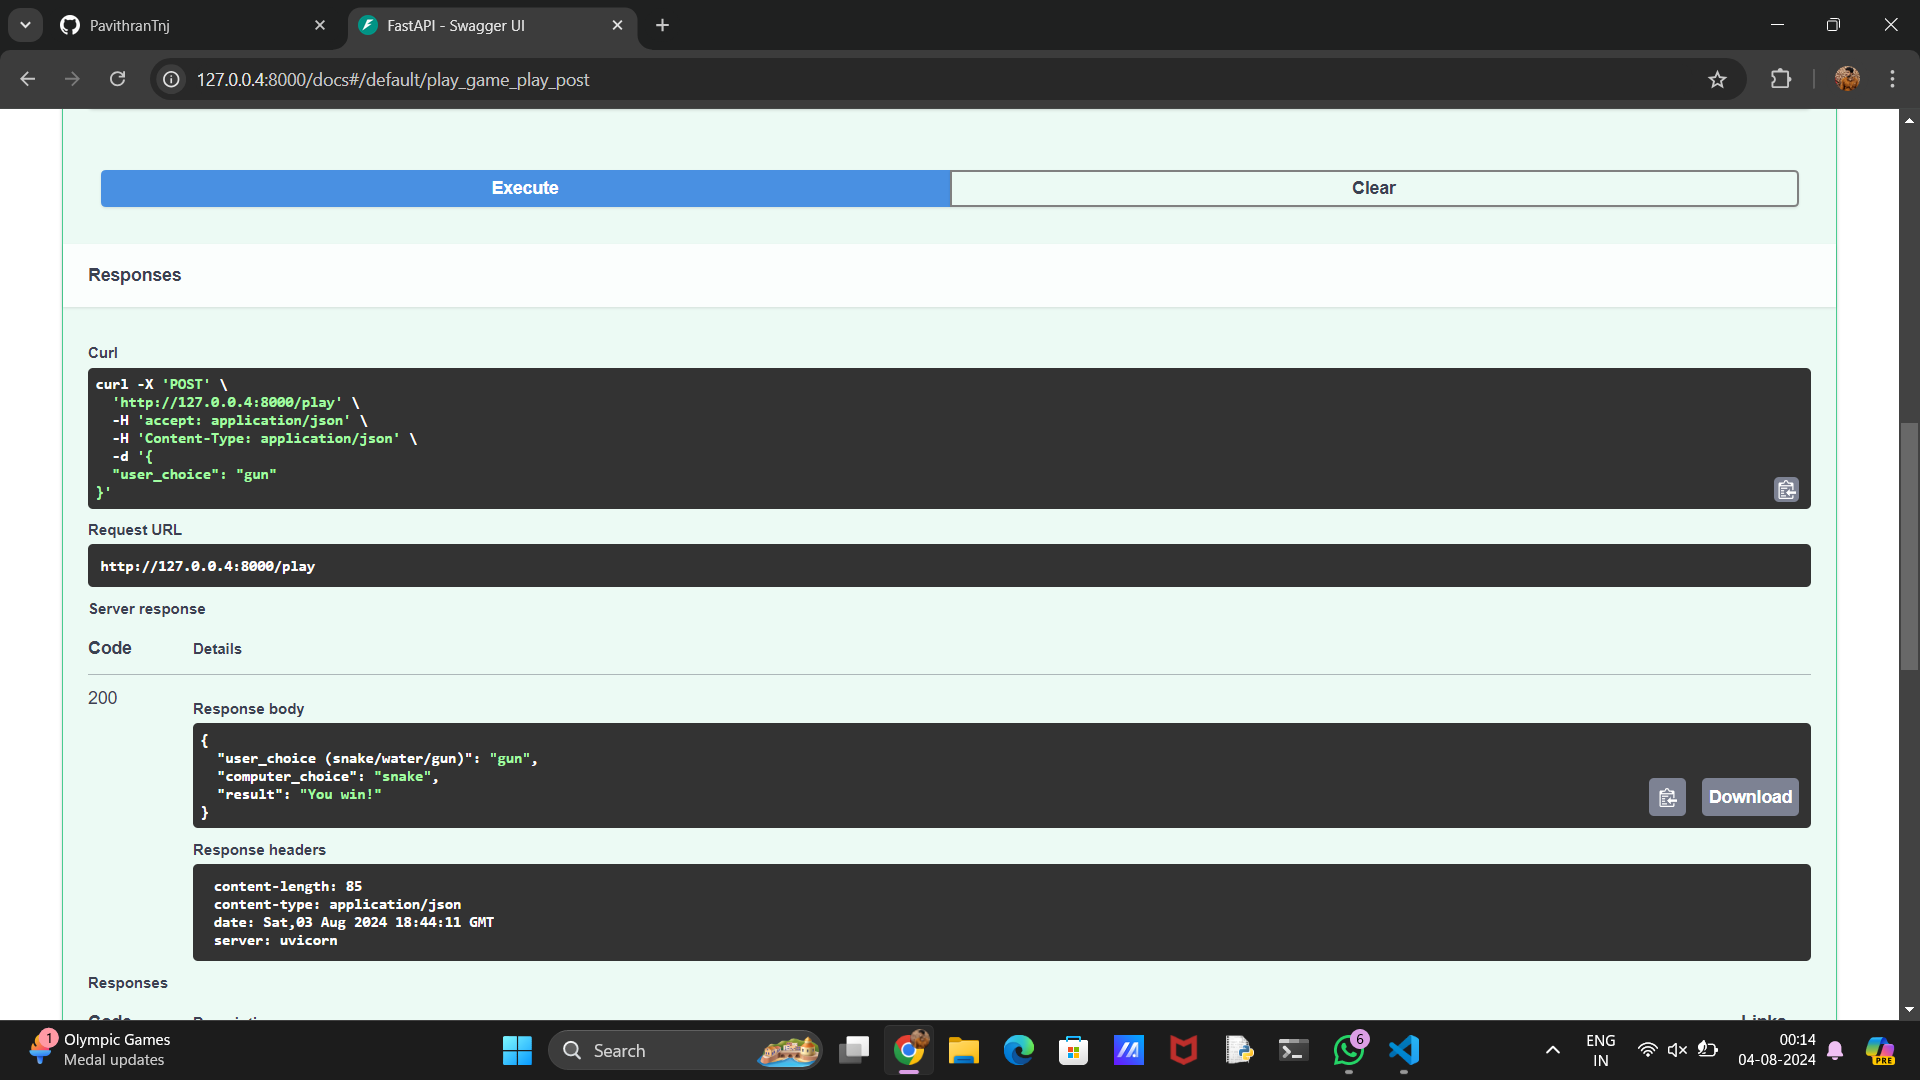 PavithranTnj
FastAPI - Swagger UI
127.0.0.4:8000/docs#/default/play_game_play_post
Execute
Clear
Responses
Curl
curl -X 'POST' \
'http://127.0.0.4:8000/play' \
-H 'accept: application/json' \
-H 'Content-Type: application/json' \
-d '{
"user_choice": "gun"
}'
Request URL
http://127.0.0.4:8000/play
Server response
Code Details
200
Response body
{
"user_choice (snake/water/gun)": "gun",
"computer_choice": "snake",
"result": "You win!"
}
Download
Response headers
content-length: 85
content-type: application/json
date: Sat,03 Aug 2024 18:44:11 GMT
server: uvicorn
Responses
1
Olympic Games
Medal updates
Search
6
PRE
ENG
IN
00:14
04-08-2024